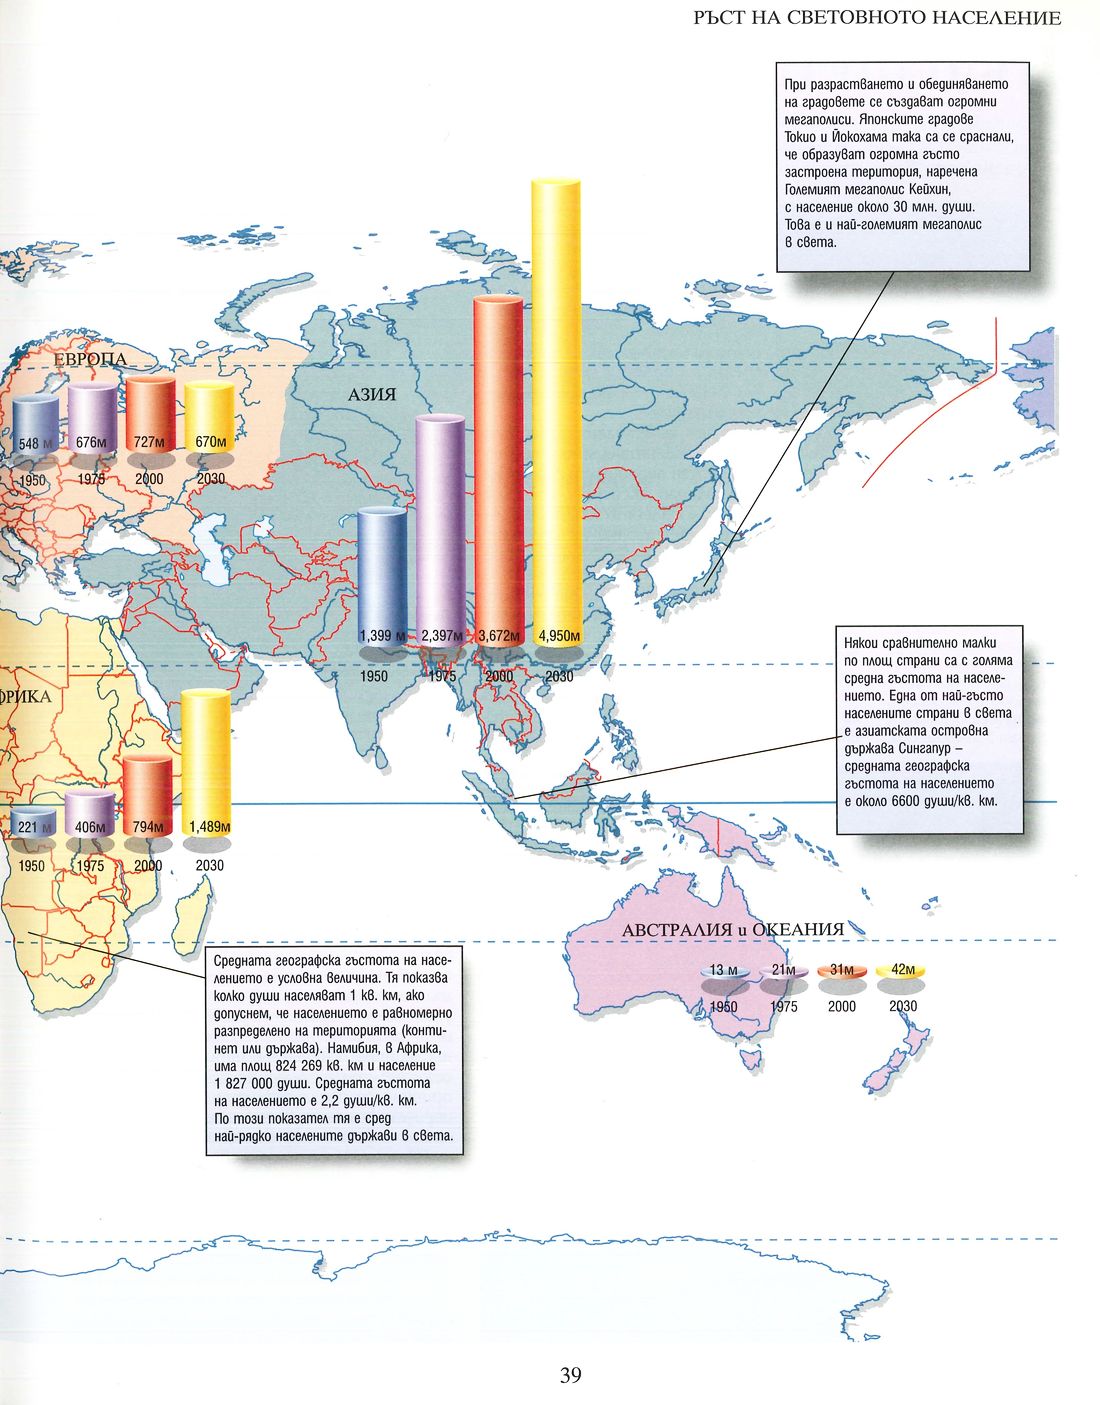 РЪСТ НА СВЕТОВНОТО НАСЕЛЕНИЕ
При разрастването и обединяването
на градовете се създават огромни
мегаполиси. Японските градове
Токио и Йокохама така са се сраснали,
че образуват огромна гъсто
застроена територия, наречена
Големият мегаполис Кейхин,
с население около 30 млн. души.
Това е и най-големият мегаполис
в света.
ЕВРОПА
548 м 676м 727м 670м
1950 1975 2000 2030
АЗИЯ
1,399 м 2,397м 3,672м 4,950м
1950 1975 2000 2030
Някои сравнително малки
по площ страни са с голяма
средна гъстота на населе-
нието. Една от най-гъсто
населените страни в света
е азиатската островна
държава Сингапур –
средната географска
гъстота на населението
е около 6600 души/кв. км.
ФРИКА
221 м 406м 794м 1,489м
1950 1975 2000 2030
АВСТРАЛИЯ и ОКЕАНИЯ
13 м 21м 31м 42м
1950 1975 2000 2030
Средната географска гъстота на насе-
лението е условна величина. Тя показва
колко души населяват 1 кв. км, ако
допуснем, че населението е равномерно
разпределено на територията (конти-
нет или държава). Намибия, в Африка,
има площ 824 269 кв. км и население
1 827 000 души. Средната гъстота
на населението е 2,2 души/кв. км.
По този показател тя е сред
най-рядко населените държави в света.
39